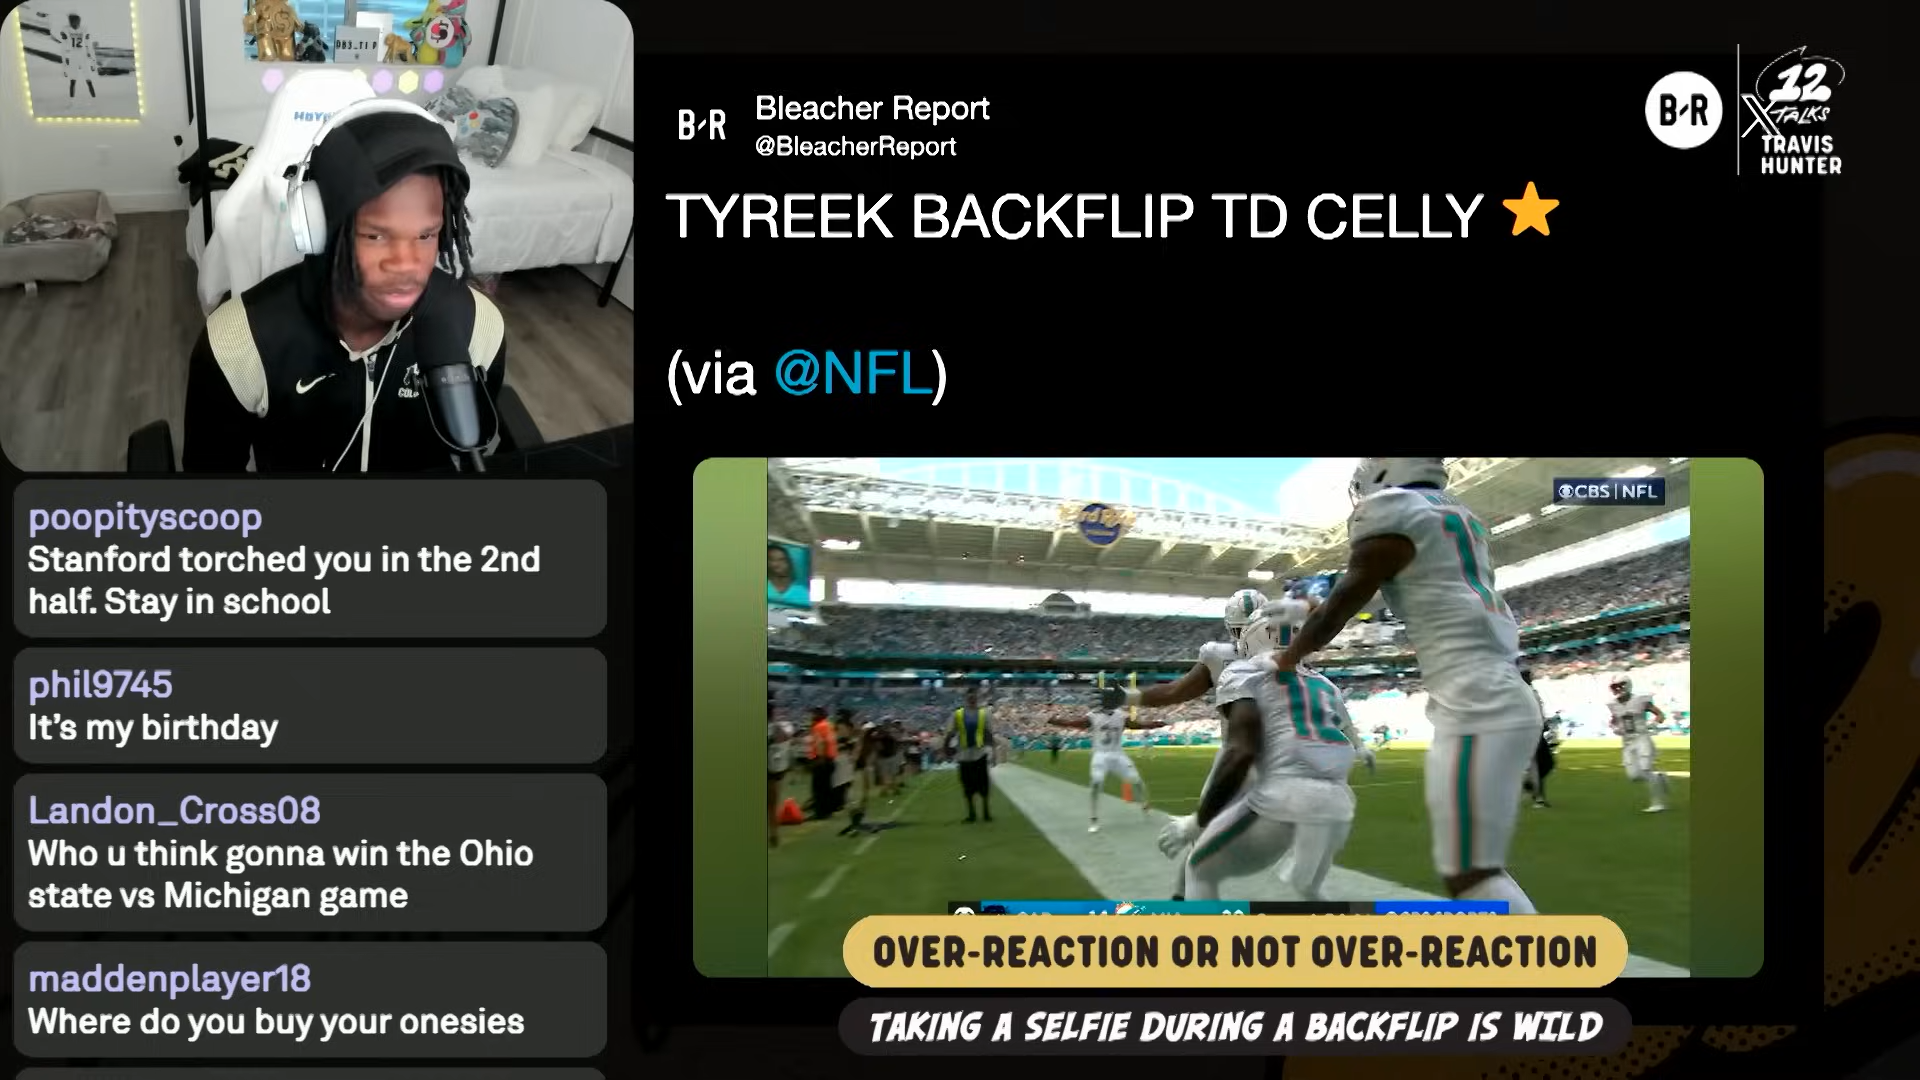 12
B/R
Bleacher Report
@BleacherReport
B/R
12
TALKS
TRAVIS
HUNTER
TYREEK BACKFLIP TD CELLY
(via @NFL)
CBS | NFL
poopityscoop
Stanford torched you in the 2nd
half. Stay in school
phil9745
It's my birthday
Landon_Cross08
Who u think gonna win the Ohio
state vs Michigan game
maddenplayer18
Where do you buy your onesies
10
OVER-REACTION OR NOT OVER-REACTION
TAKING A SELFIE DURING A BACKFLIP IS WILD